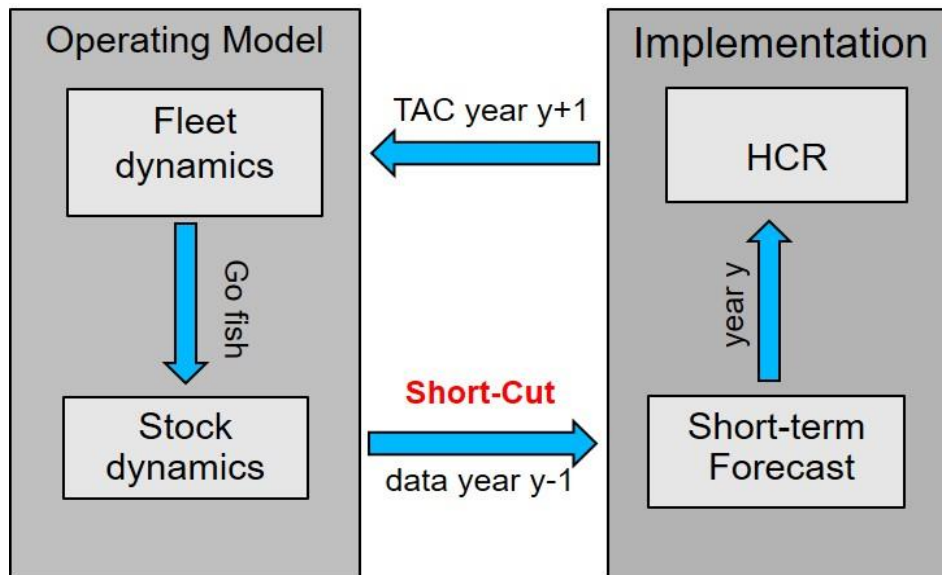 Operating Model
Fleet
dynamics
Go fish
Stock
dynamics
TAC year y+1
Short-Cut
data year y-1
Implementation
HCR
year y
Short-term
Forecast